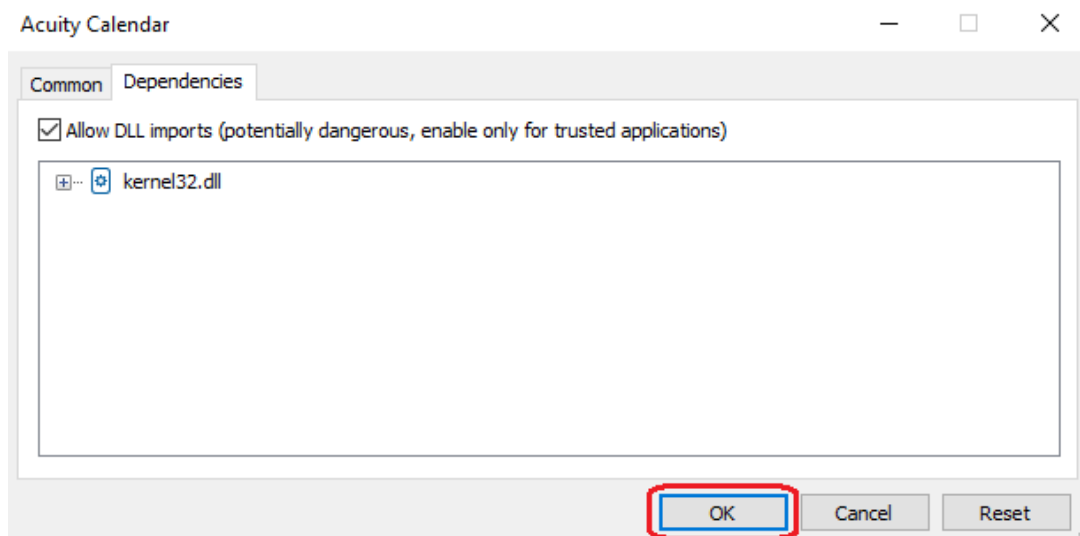 Acuity Calendar
Common Dependencies
Allow DLL imports (potentially dangerous, enable only for trusted applications)
kernel32.dll
OK Cancel Reset